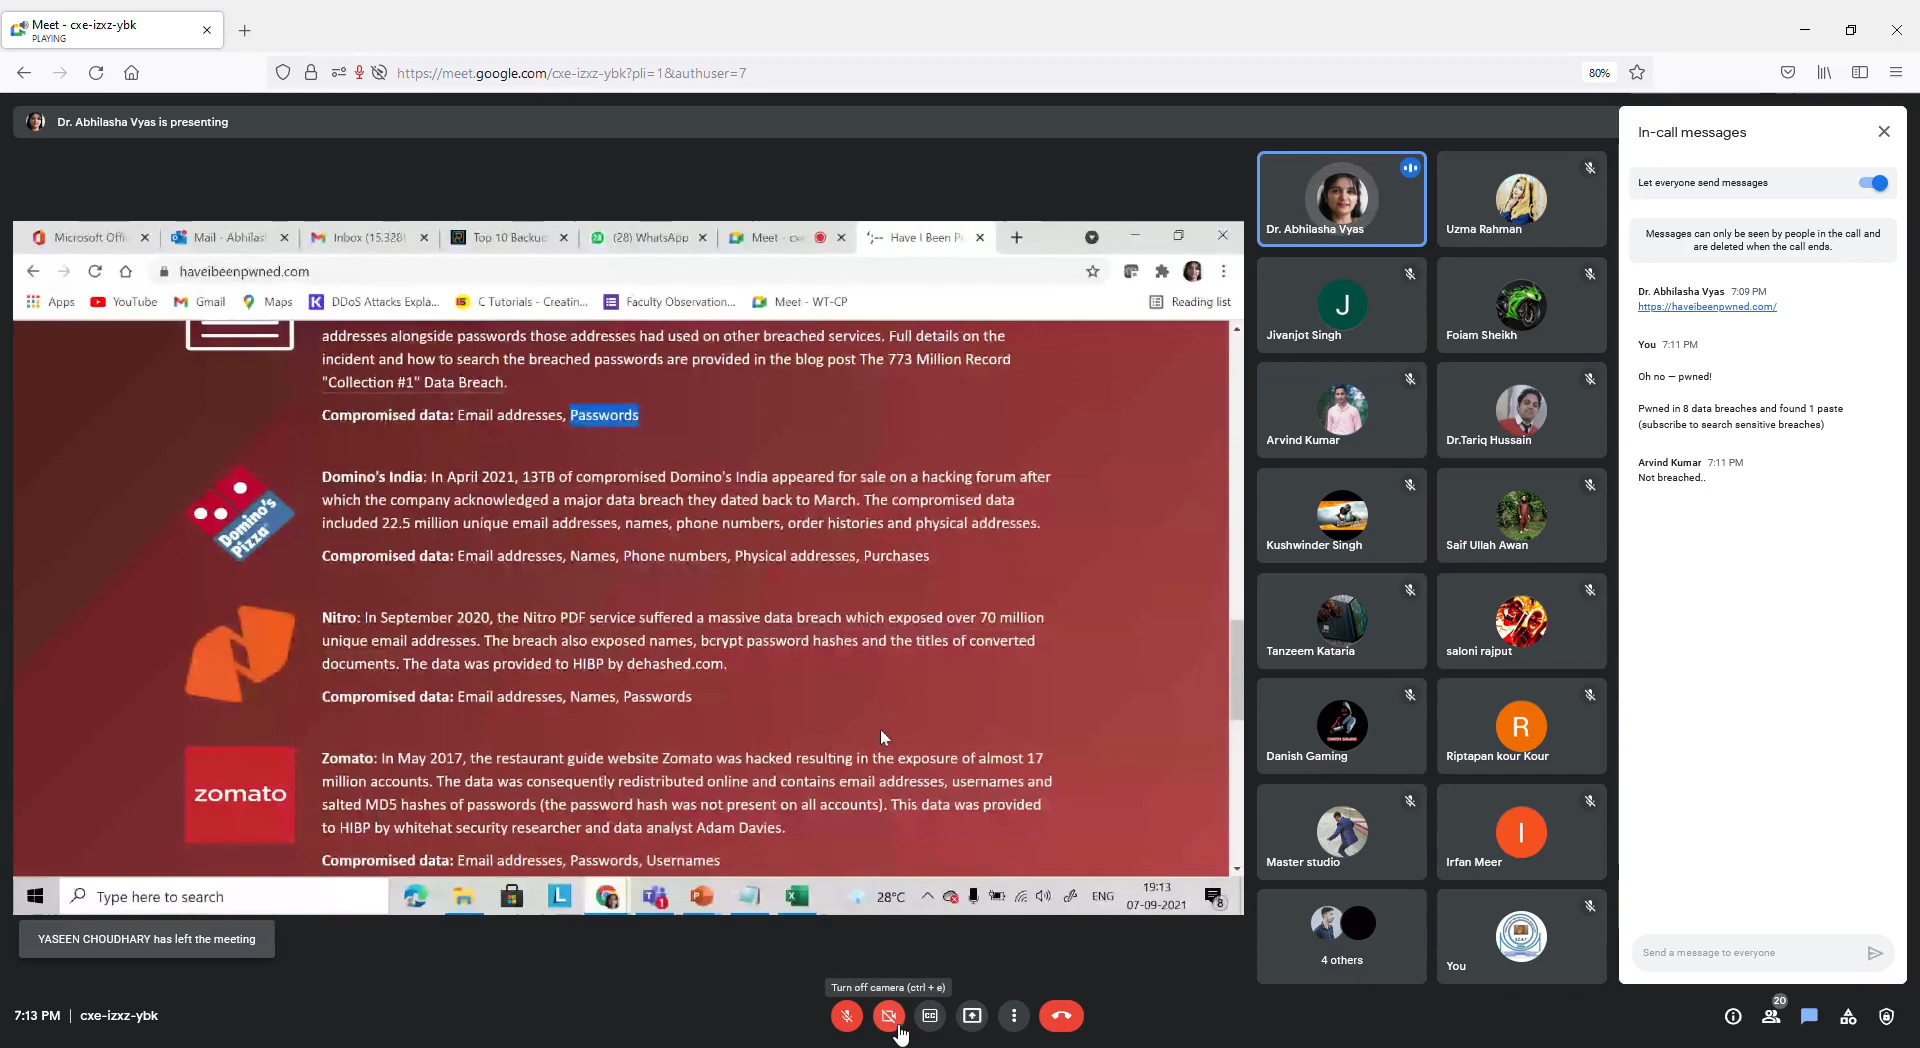 Meet - cxe-izxz-ybk
PLAYING
https://meet.google.com/cxe-izxz-ybk?pli=1&authuser=7
80%
Dr. Abhilasha Vyas is presenting
Microsoft Offi
Mail - Abhilas
Inbox (15,328
Top 10 Backup
(28) WhatsApp
Meet - cxe
Have I Been P
haveibeenpwned.com
Apps
YouTube
Gmail
Maps
DDoS Attacks Expla...
C Tutorials - Creatin...
Faculty Observation...
Meet - WT-CP
Reading list
addresses alongside passwords those addresses had used on other breached services. Full details on the
incident and how to search the breached passwords are provided in the blog post The 773 Million Record
"Collection #1" Data Breach.
Compromised data: Email addresses, Passwords
Domino's Pizza
Domino's India: In April 2021, 13TB of compromised Domino's India appeared for sale on a hacking forum after
which the company acknowledged a major data breach they dated back to March. The compromised data
included 22.5 million unique email addresses, names, phone numbers, order histories and physical addresses.
Compromised data: Email addresses, Names, Phone numbers, Physical addresses, Purchases
Nitro: In September 2020, the Nitro PDF service suffered a massive data breach which exposed over 70 million
unique email addresses. The breach also exposed names, bcrypt password hashes and the titles of converted
documents. The data was provided to HIBP by dehashed.com.
Compromised data: Email addresses, Names, Passwords
zomato
Zomato: In May 2017, the restaurant guide website Zomato was hacked resulting in the exposure of almost 17
million accounts. The data was consequently redistributed online and contains email addresses, usernames and
salted MD5 hashes of passwords (the password hash was not present on all accounts). This data was provided
to HIBP by whitehat security researcher and data analyst Adam Davies.
Compromised data: Email addresses, Passwords, Usernames
Type here to search
28°C
ENG
19:13
07-09-2021
8
YASEEN CHOUDHARY has left the meeting
Turn off camera (ctrl + e)
7:13 PM | cxe-izxz-ybk
20
Dr. Abhilasha Vyas
Uzma Rahman
J
Jivanjot Singh
Foiam Sheikh
Arvind Kumar
Dr.Tariq Hussain
Kushwinder Singh
Saif Ullah Awan
Tanzeem Kataria
saloni rajput
Danish Gaming
R
Riptapan kour Kour
Master studio
I
Irfan Meer
4 others
You
In-call messages
Let everyone send messages
Messages can only be seen by people in the call and
are deleted when the call ends.
Dr. Abhilasha Vyas 7:09 PM
https://haveibeenpwned.com/
You 7:11 PM
Oh no — pwned!
Pwned in 8 data breaches and found 1 paste
(subscribe to search sensitive breaches)
Arvind Kumar 7:11 PM
Not breached..
Send a message to everyone